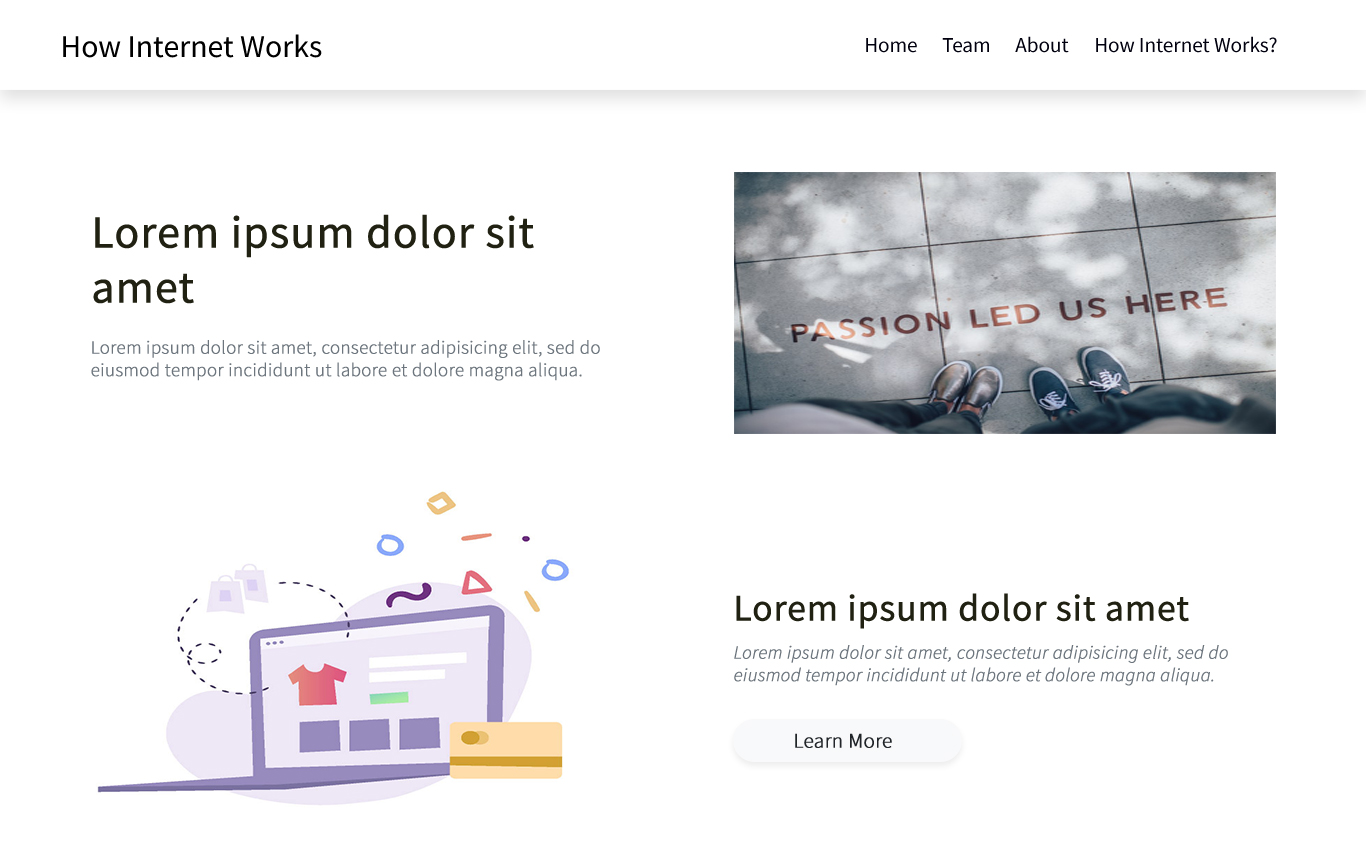 How Internet Works
Home Team About How Internet Works?
Lorem ipsum dolor sit
amet
Lorem ipsum dolor sit amet, consectetur adipisicing elit, sed do
eiusmod tempor incididunt ut labore et dolore magna aliqua.
PASSION LED US HERE
Lorem ipsum dolor sit amet
Lorem ipsum dolor sit amet, consectetur adipisicing elit, sed do
eiusmod tempor incididunt ut labore et dolore magna aliqua.
Learn More